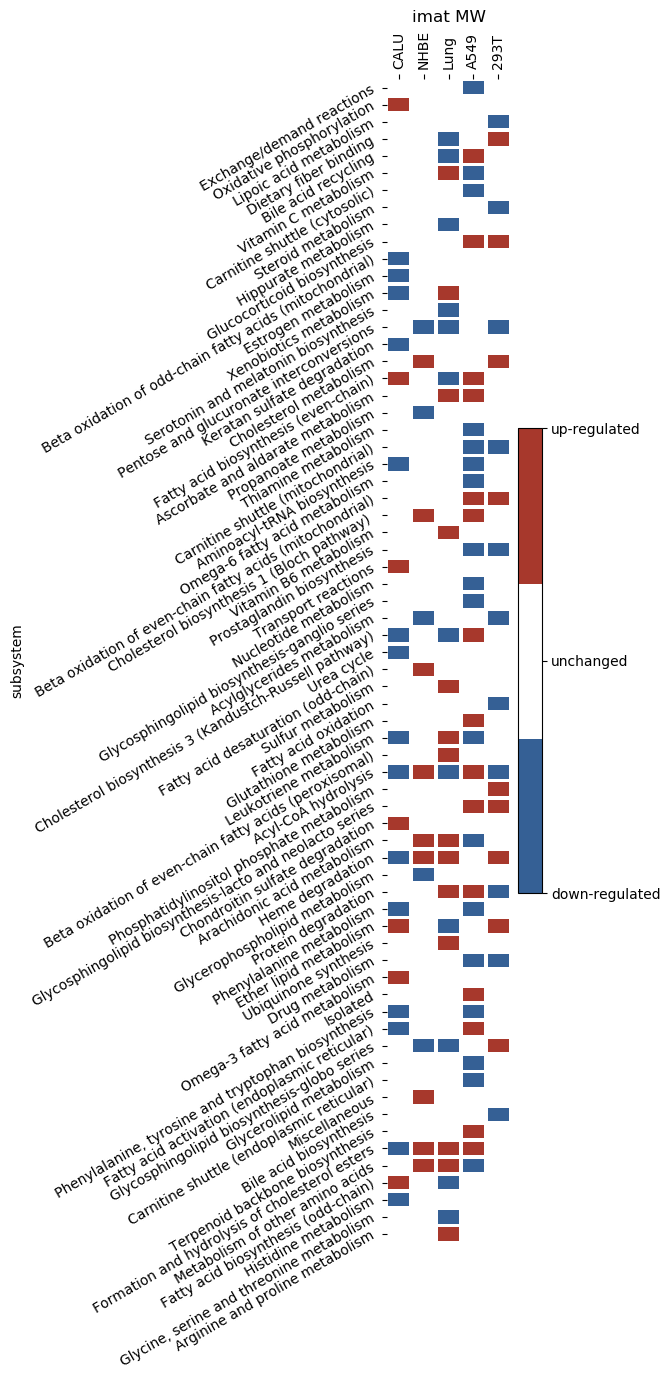 imat MW
CALU
NHBE
Lung
A549
293T
Exchange/demand reactions
Oxidative phosphorylation
Lipoic acid metabolism
Dietary fiber binding
Bile acid recycling
Vitamin C metabolism
Carnitine shuttle (cytosolic)
Steroid metabolism
Hippurate metabolism
Glucocorticoid biosynthesis
Beta oxidation of odd-chain fatty acids (mitochondrial)
Estrogen metabolism
Xenobiotics metabolism
Serotonin and melatonin biosynthesis
Pentose and glucuronate interconversions
Keratan sulfate degradation
Cholesterol metabolism
Fatty acid biosynthesis (even-chain)
Ascorbate and aldarate metabolism
Propanoate metabolism
Thiamine metabolism
Carnitine shuttle (mitochondrial)
Aminoacyl-tRNA biosynthesis
Omega-6 fatty acid metabolism
Beta oxidation of even-chain fatty acids (mitochondrial)
Cholesterol biosynthesis 1 (Bloch pathway)
Vitamin B6 metabolism
Prostaglandin biosynthesis
Transport reactions
Nucleotide metabolism
Glycosphingolipid biosynthesis-ganglio series
Acylglycerides metabolism
Cholesterol biosynthesis 3 (Kandustch-Russell pathway)
Urea cycle
Fatty acid desaturation (odd-chain)
Sulfur metabolism
Fatty acid oxidation
Glutathione metabolism
Leukotriene metabolism
Beta oxidation of even-chain fatty acids (peroxisomal)
Acyl-CoA hydrolysis
Phosphatidylinositol phosphate metabolism
Glycosphingolipid biosynthesis-lacto and neolacto series
Chondroitin sulfate degradation
Arachidonic acid metabolism
Heme degradation
Glycerophospholipid metabolism
Protein degradation
Phenylalanine metabolism
Ether lipid metabolism
Ubiquinone synthesis
Drug metabolism
Omega-3 fatty acid metabolism
Isolated
Phenylalanine, tyrosine and tryptophan biosynthesis
Fatty acid activation (endoplasmic reticular)
Glycosphingolipid biosynthesis-globo series
Glycerolipid metabolism
Carnitine shuttle (endoplasmic reticular)
Miscellaneous
Bile acid biosynthesis
Terpenoid backbone biosynthesis
Formation and hydrolysis of cholesterol esters
Metabolism of other amino acids
Fatty acid biosynthesis (odd-chain)
Histidine metabolism
Glycine, serine and threonine metabolism
Arginine and proline metabolism
subsystem
up-regulated
unchanged
down-regulated